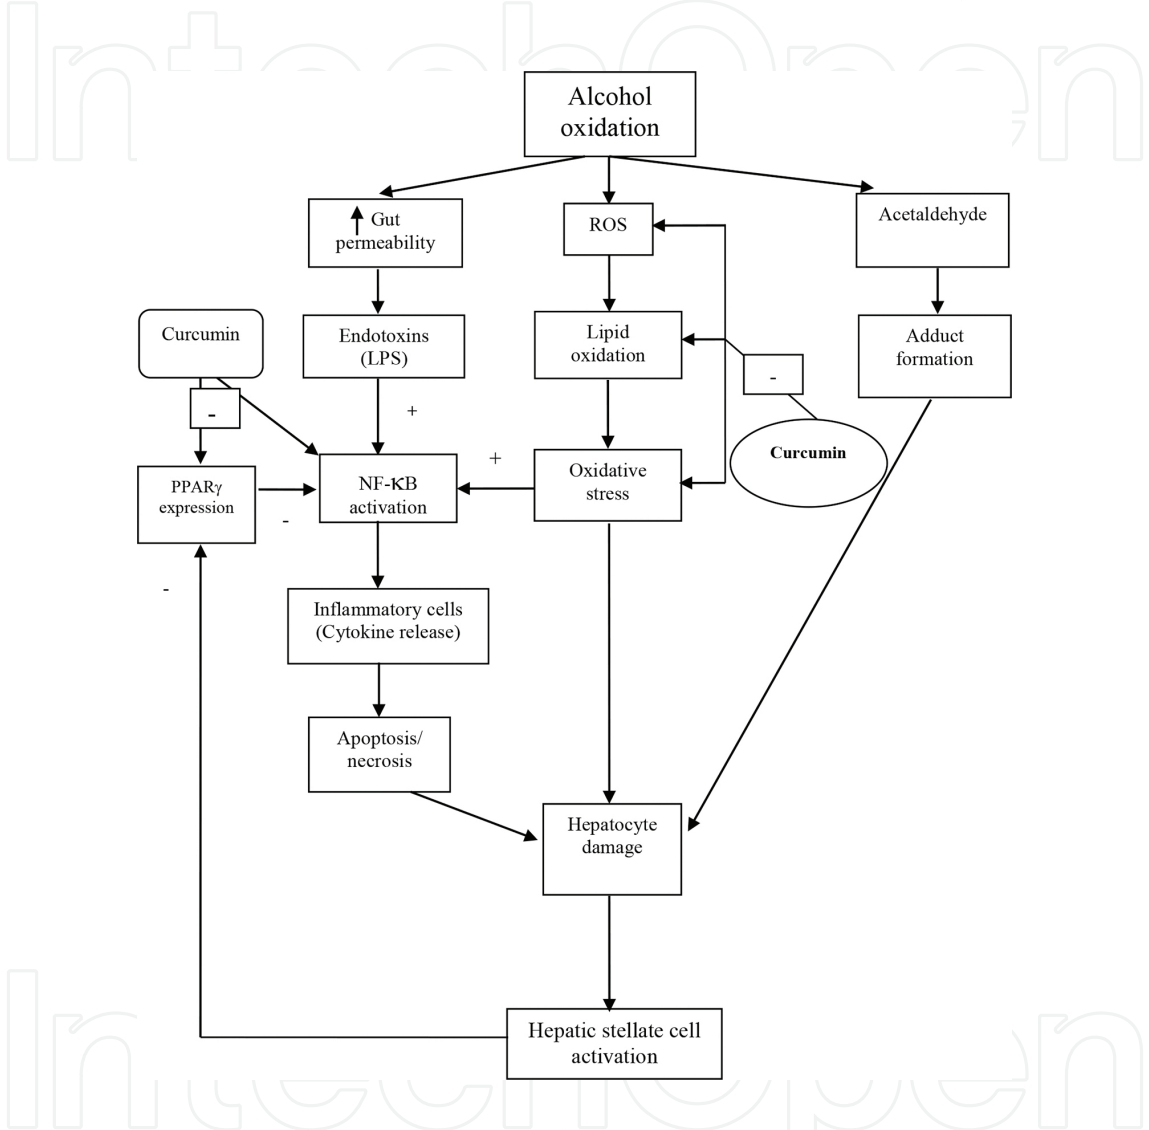 IntechOpen
Alcohol
oxidation
Gut
permeability
ROS
Acetaldehyde
Curcumin
Endotoxins
(LPS)
Lipid
oxidation
Adduct
formation
-
-
+
Curcumin
PPARγ
expression
-
NF-κB
activation
+
Oxidative
stress
-
Inflammatory cells
(Cytokine release)
Apoptosis/
necrosis
Hepatocyte
damage
Hepatic stellate cell
activation
IntechOpen